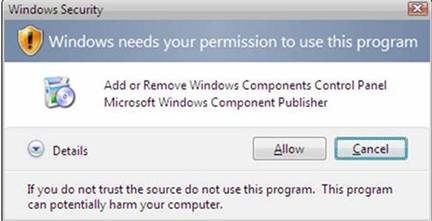 Windows Security
Windows needs your permission to use this program
Add or Remove Windows Components Control Panel
Microsoft Windows Component Publisher
Details
Allow
Cancel
If you do not trust the source do not use this program. This program
can potentially harm your computer.